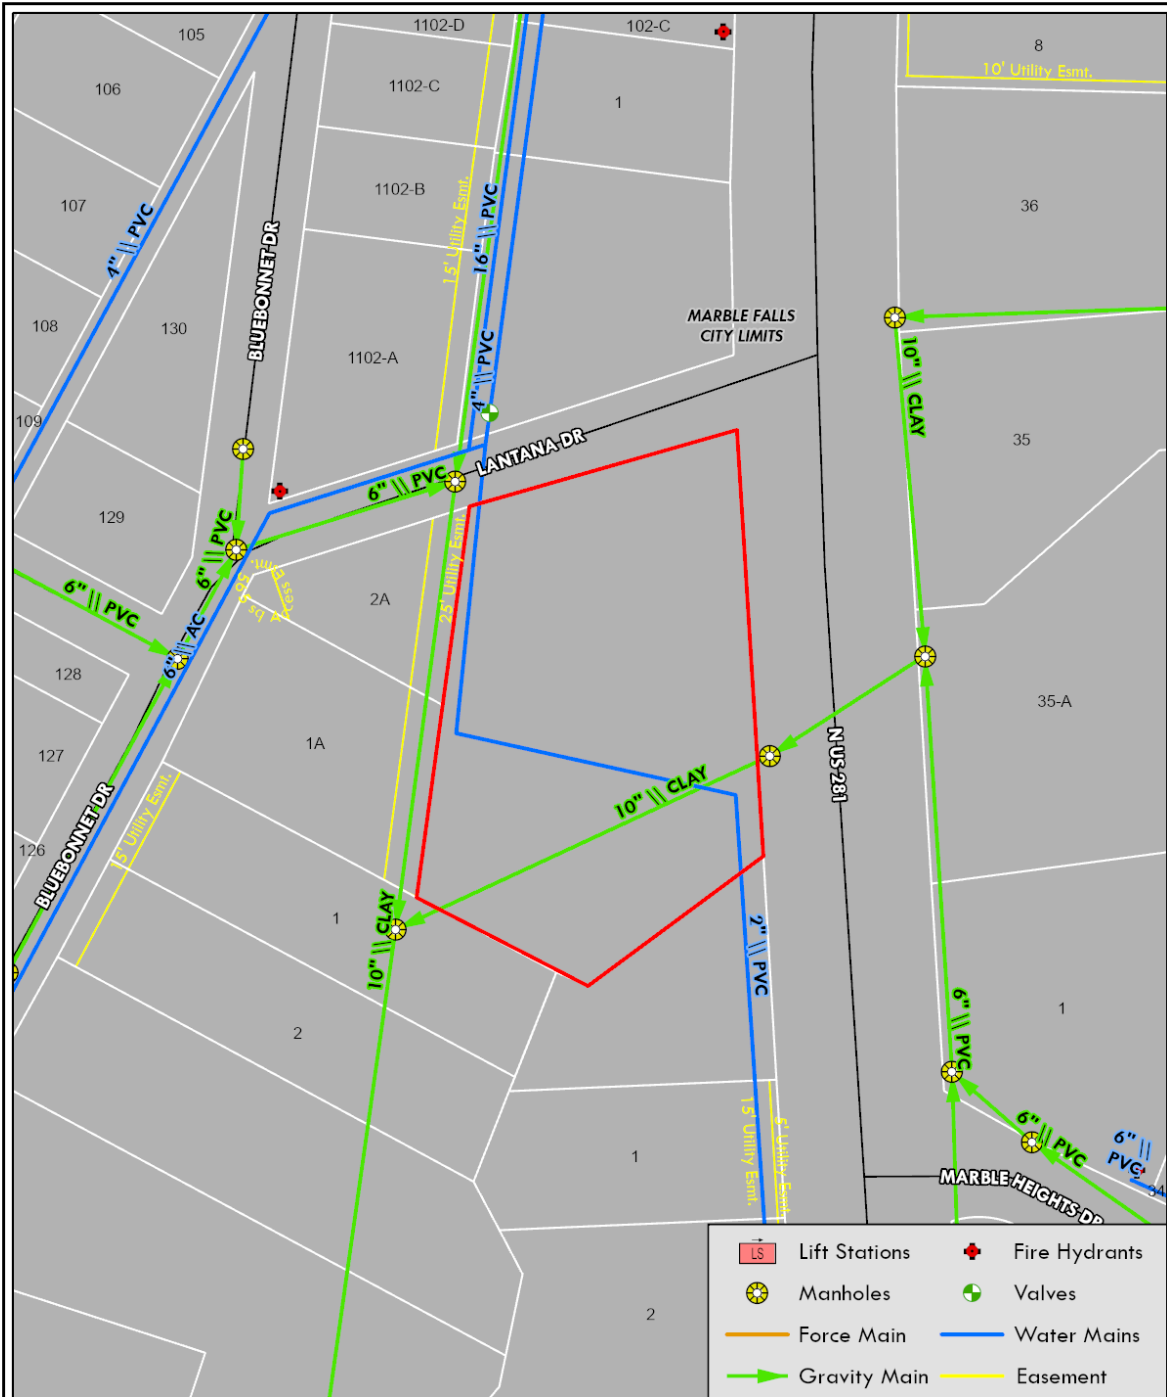 105
1102-D
102-C
8
10' Utility Esmt.
106
1102-C
1
107
1102-B
36
4" || PVC
BLUEBONNET DR
15' Utility Esmt.
16" || PVC
108
130
1102-A
4" || PVC
MARBLE FALLS
CITY LIMITS
10" || CLAY
109
35
LANTANA DR
6" || PVC
129
6" || PVC
25' Utility Esmt.
2A
6" || PVC
6" || AC
128
35-A
127
1A
N US 281
10" || CLAY
15' Utility Esmt.
BLUEBONNET DR
126
1
10" || CLAY
2" || PVC
2
1
6" || PVC
15' Utility Esmt.
5' Utility Esmt.
1
6" || PVC
6" ||
PVC
MARBLE HEIGHTS DR
34
2
LS
Lift Stations
Fire Hydrants
Manholes
Valves
Force Main
Water Mains
Gravity Main
Easement